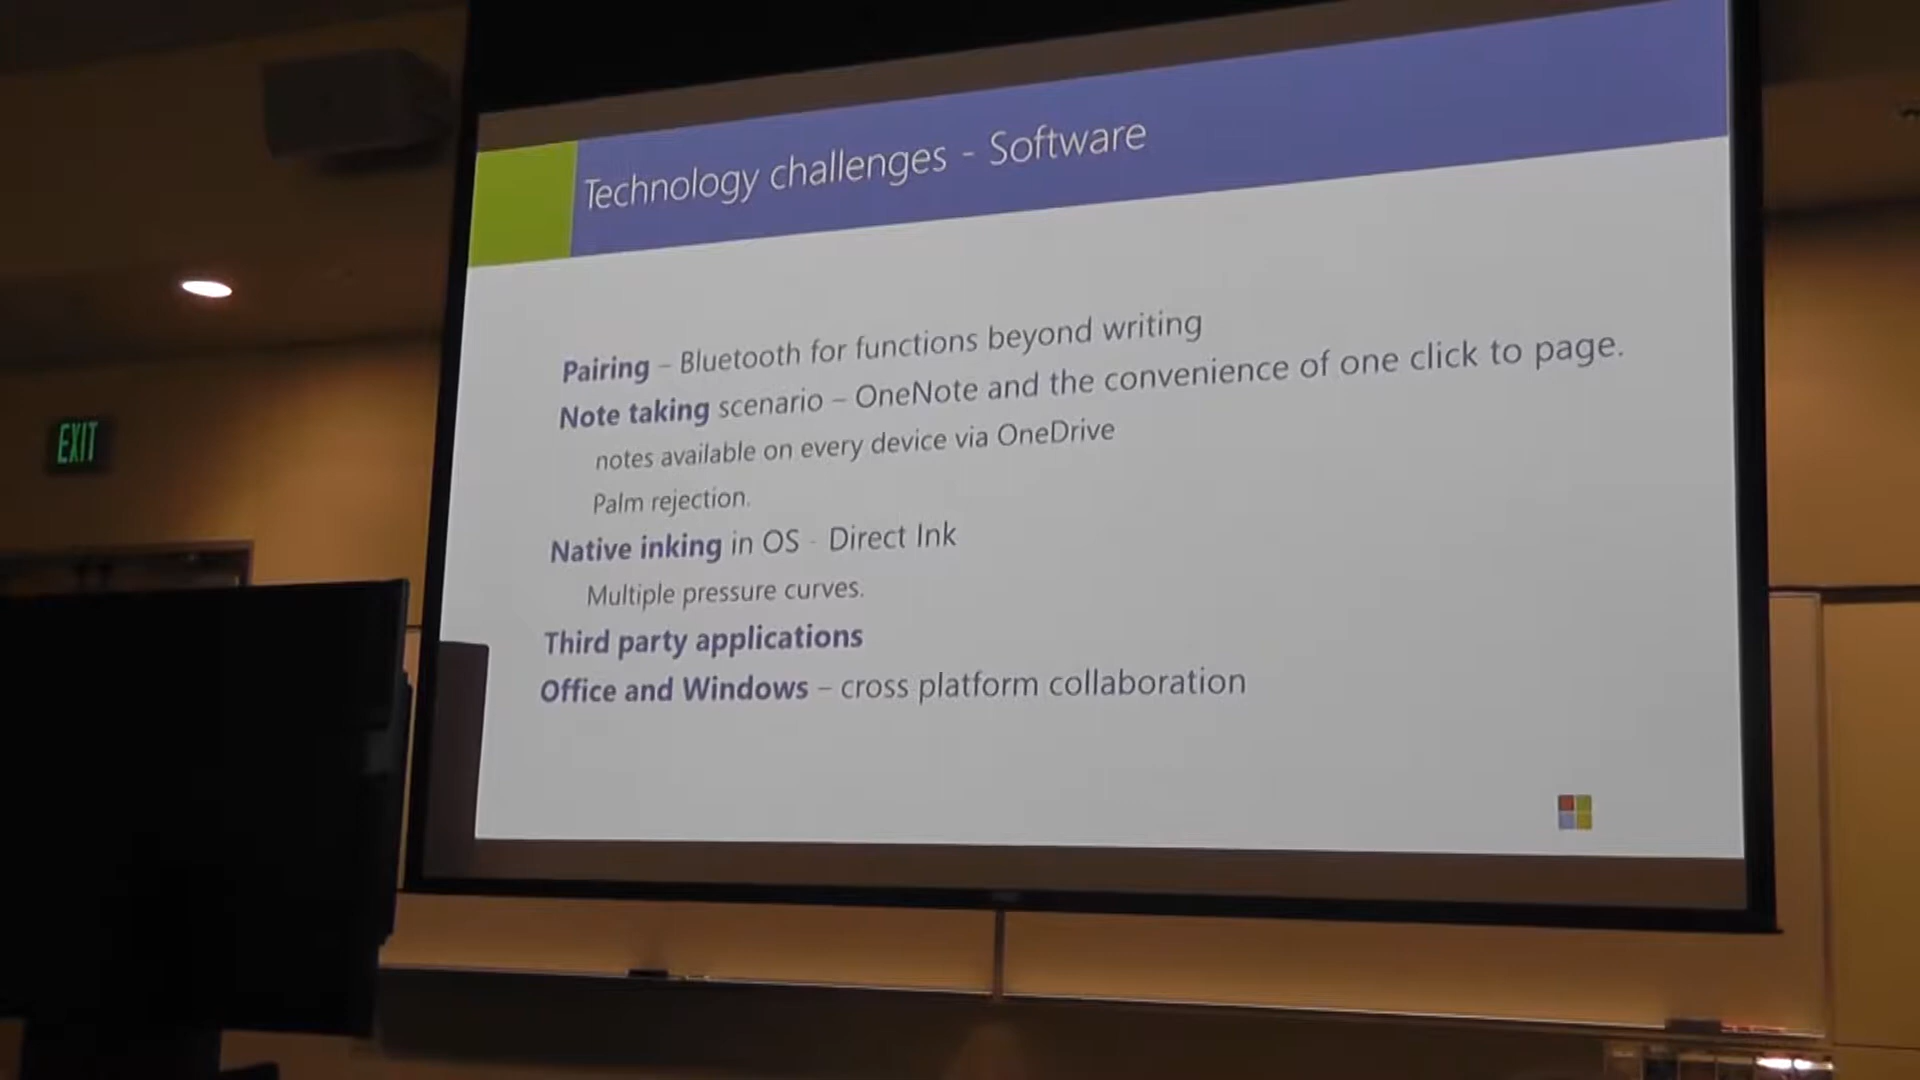 Technology challenges - Software
Pairing – Bluetooth for functions beyond writing
Note taking scenario – OneNote and the convenience of one click to page.
notes available on every device via OneDrive
Palm rejection.
Native inking in OS - Direct Ink
Multiple pressure curves.
Third party applications
Office and Windows – cross platform collaboration
EXIT